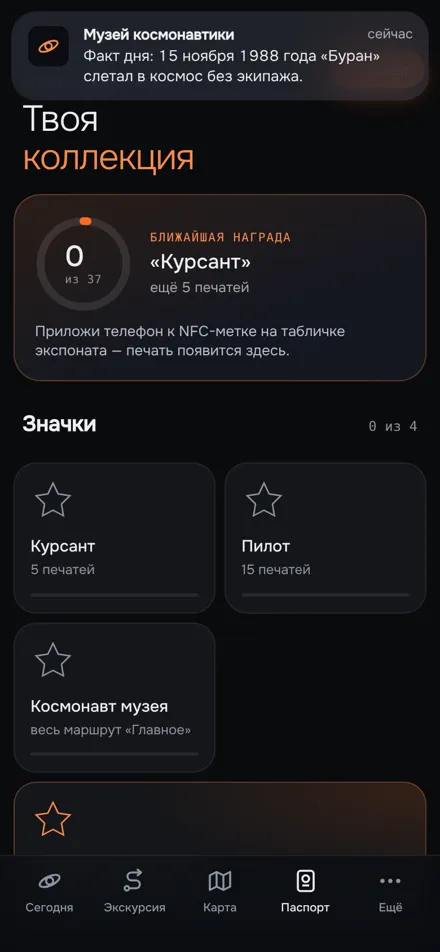 Музей космонавтики
сейчас
Факт дня: 15 ноября 1988 года «Буран»
слетал в космос без экипажа.
Твоя
коллекция
0
из 37
БЛИЖАЙШАЯ НАГРАДА
«Курсант»
ещё 5 печатей
Приложи телефон к NFC-метке на табличке
экспоната — печать появится здесь.
Значки
0 из 4
Курсант
5 печатей
Пилот
15 печатей
Космонавт музея
весь маршрут «Главное»
Сегодня
Экскурсия
Карта
Паспорт
Ещё